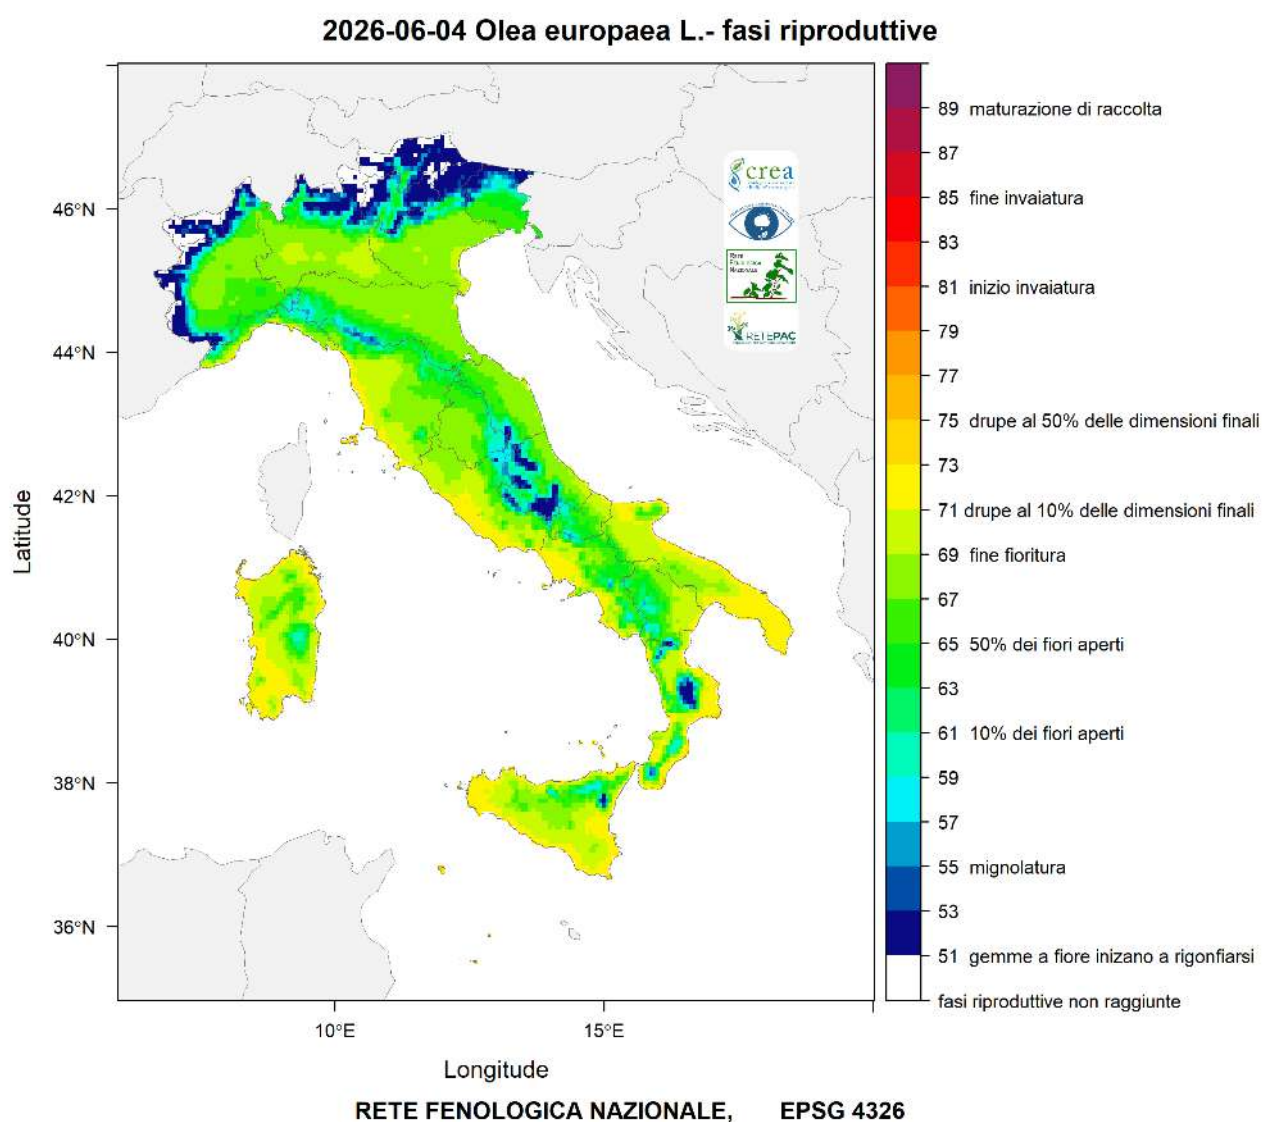 2026-06-04 Olea europaea L.- fasi riproduttive
89 maturazione di raccolta
87
85 fine invaiatura
83
81 inizio invaiatura
79
77
75 drupe al 50% delle dimensioni finali
73
71 drupe al 10% delle dimensioni finali
69 fine fioritura
67
65 50% dei fiori aperti
63
61 10% dei fiori aperti
59
57
55 mignolatura
53
51 gemme a fiore inizano a rigonfiarsi
fasi riproduttive non raggiunte
crea
RETE
FENOLOGICA
NAZIONALE
RETEPAC
46°N
44°N
42°N
40°N
38°N
36°N
Latitude
10°E
15°E
Longitude
RETE FENOLOGICA NAZIONALE, EPSG 4326